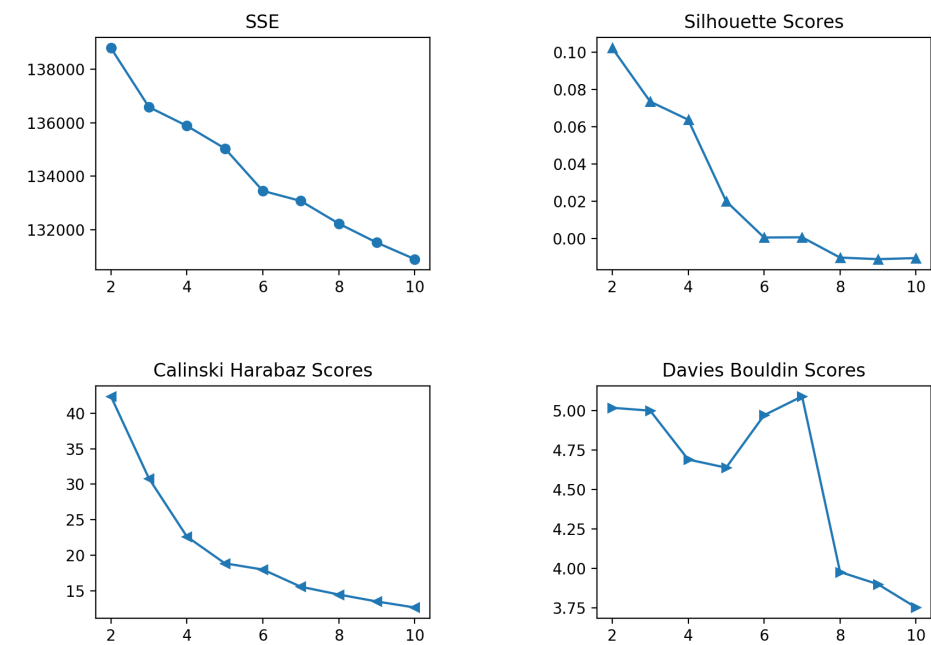 SSE
138000
136000
134000
132000
2 4 6 8 10
Silhouette Scores
0.10
0.08
0.06
0.04
0.02
0.00
2 4 6 8 10
Calinski Harabaz Scores
40
35
30
25
20
15
2 4 6 8 10
Davies Bouldin Scores
5.00
4.75
4.50
4.25
4.00
3.75
2 4 6 8 10